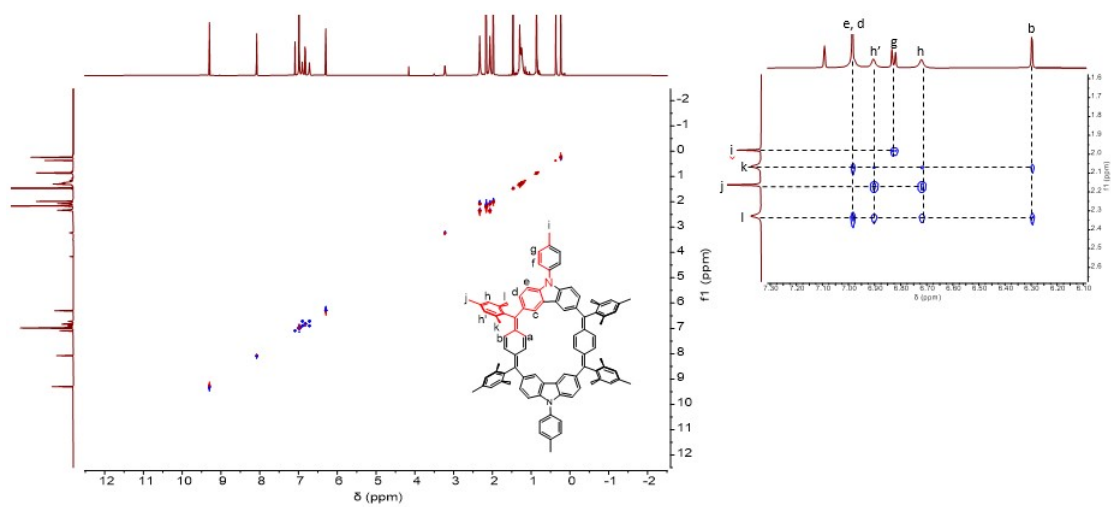 -2
-1
0
1
2
3
4
5
6
7
8
9
10
11
12
f1 (ppm)
12 11 10 9 8 7 6 5 4 3 2 1 0 -1 -2
δ (ppm)
i
g
f
N
e
d
j h l
h' k
c
b a
N
e, d
h'
g
h
b
i
k
j
l
1.6
1.7
1.8
1.9
2.0
2.1
2.2
2.3
2.4
2.5
2.6
f1 (ppm)
7.30 7.20 7.10 7.00 6.90 6.80 6.70 6.60 6.50 6.40 6.30 6.20 6.10
δ (ppm)